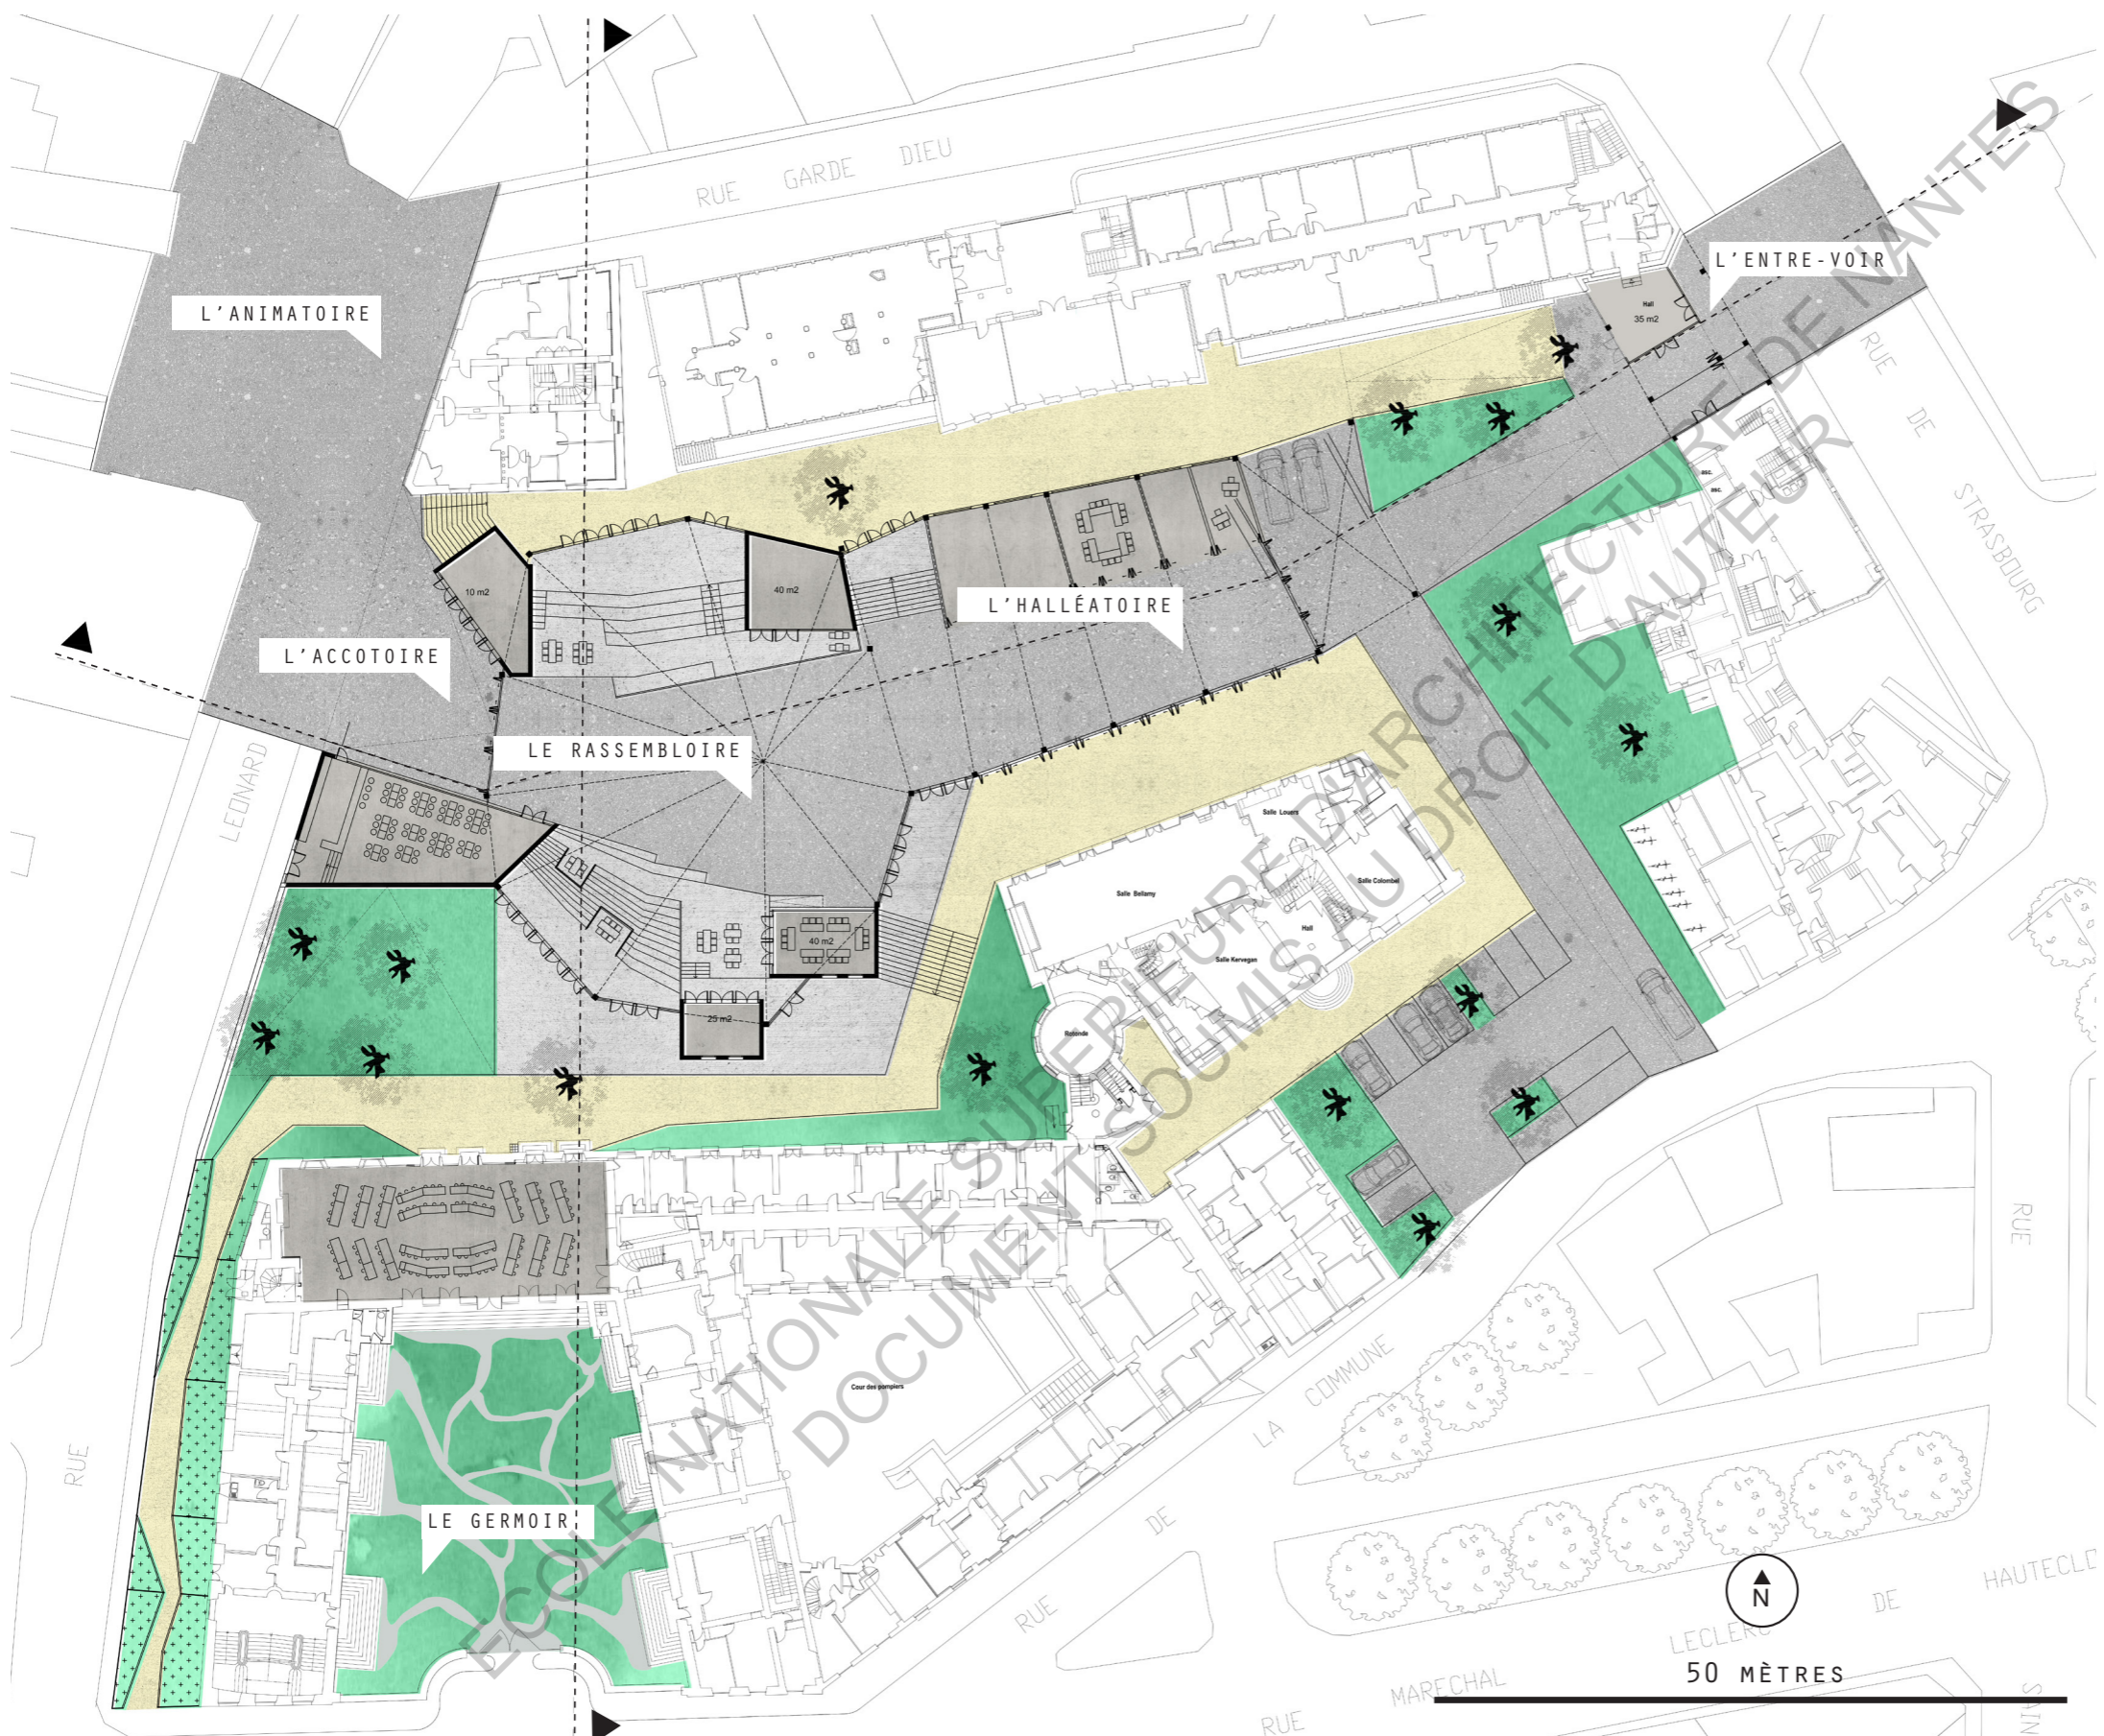 RUE GARDE DIEU
L'ENTRE-VOIR
L'ANIMATOIRE
Hall
35 m2
RUE DE STRASBOURG
asc.
asc.
10 m2
40 m2
L'HALLÉATOIRE
L'ACCOTOIRE
LE RASSEMBLOIRE
RUE LEONARD
Salle Louers
Salle Bellamy
Salle Colombel
Hall
Salle Kervegan
40 m2
25 m2
Rotonde
Cour des pompiers
LE GERMOIR
RUE DE LA COMMUNE
RUE
N
RUE MARECHAL LECLERC DE HAUTECLO
50 MÈTRES
SAIN
ECOLE NATIONALE SUPERIEURE D'ARCHITECTURE DE NANTES
DOCUMENT SOUMIS AU DROIT D'AUTEUR